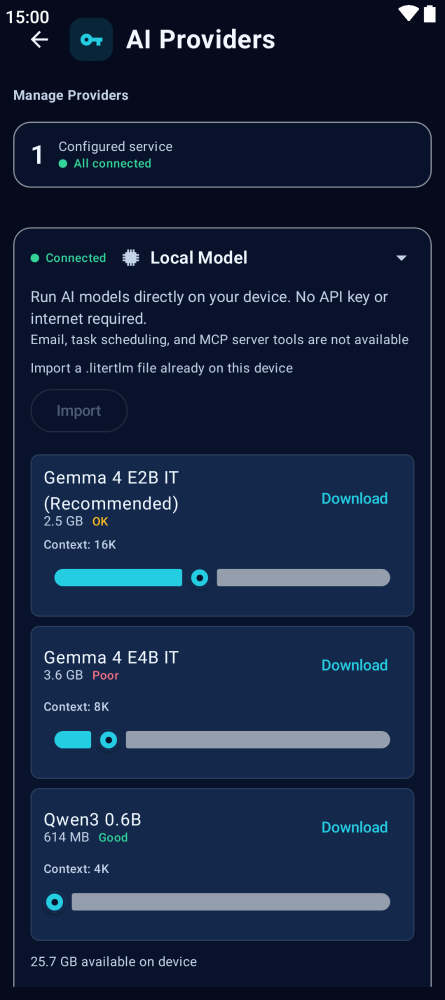 15:00
AI Providers
Manage Providers
1
Configured service
All connected
Connected
Local Model
Run AI models directly on your device. No API key or
internet required.
Email, task scheduling, and MCP server tools are not available
Import a .litertlm file already on this device
Import
Gemma 4 E2B IT
(Recommended)
Download
2.5 GB OK
Context: 16K
Gemma 4 E4B IT
Download
3.6 GB Poor
Context: 8K
Qwen3 0.6B
Download
614 MB Good
Context: 4K
25.7 GB available on device